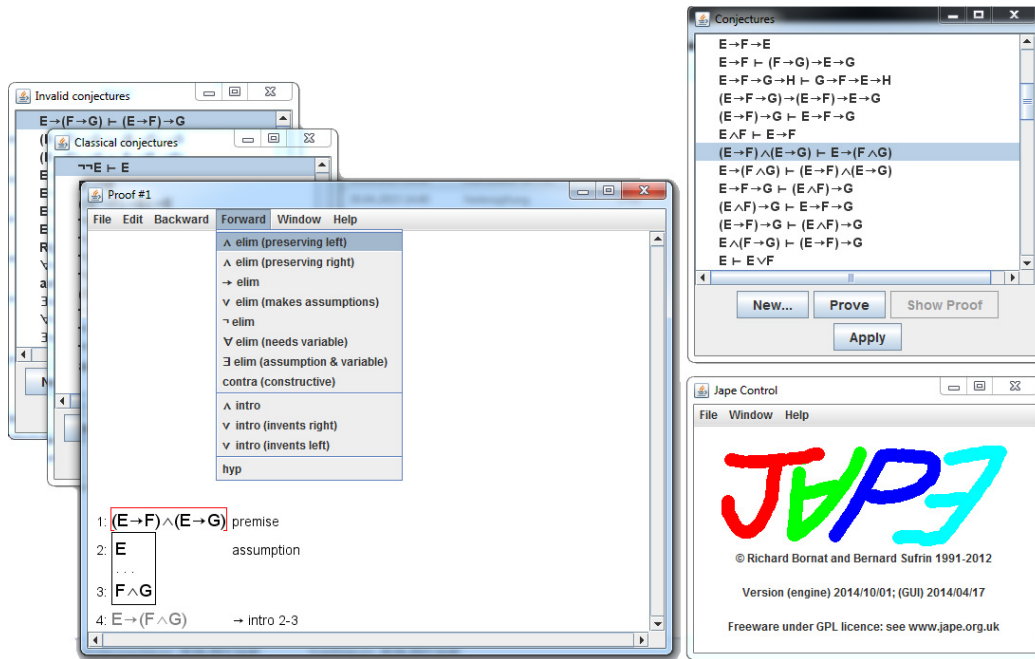 Conjectures
E→F→E
E→F ⊢ (F→G)→E→G
E→F→G→H ⊢ G→F→E→H
(E→F→G)→(E→F)→E→G
(E→F)→G ⊢ E→F→G
E∧F ⊢ E→F
(E→F)∧(E→G) ⊢ E→(F∧G)
E→(F∧G) ⊢ (E→F)∧(E→G)
E→F→G ⊢ (E∧F)→G
(E∧F)→G ⊢ E→F→G
(E→F)→G ⊢ (E∧F)→G
E∧(F→G) ⊢ (E→F)→G
E ⊢ E∨F
New... Prove Show Proof
Apply
Invalid conjectures
E→(F→G) ⊢ (E→F)→G
Classical conjectures
¬¬E ⊢ E
Proof #1
File Edit Backward Forward Window Help
∧ elim (preserving left)
∧ elim (preserving right)
→ elim
∨ elim (makes assumptions)
¬ elim
∀ elim (needs variable)
∃ elim (assumption & variable)
contra (constructive)
∧ intro
∨ intro (invents right)
∨ intro (invents left)
hyp
1: (E→F)∧(E→G) premise
2: E assumption
...
3: F∧G
4: E→(F∧G) → intro 2-3
Jape Control
File Window Help
J∀P∃
© Richard Bornat and Bernard Sufrin 1991-2012
Version (engine) 2014/10/01; (GUI) 2014/04/17
Freeware under GPL licence: see www.jape.org.uk